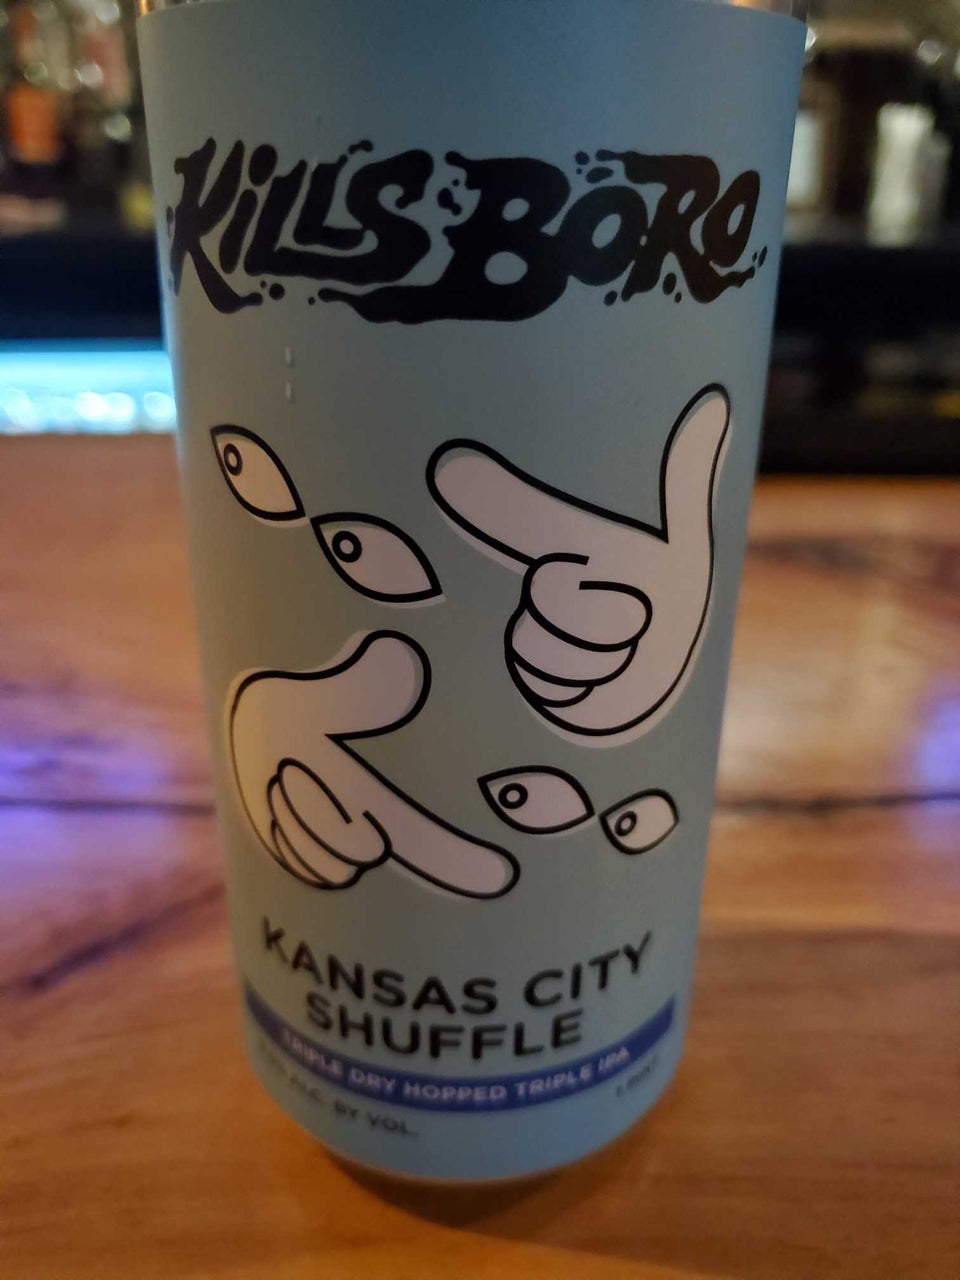 KILLSBORO
KANSAS CITY
SHUFFLE
TRIPLE DRY HOPPED TRIPLE IPA
ALC. BY VOL.